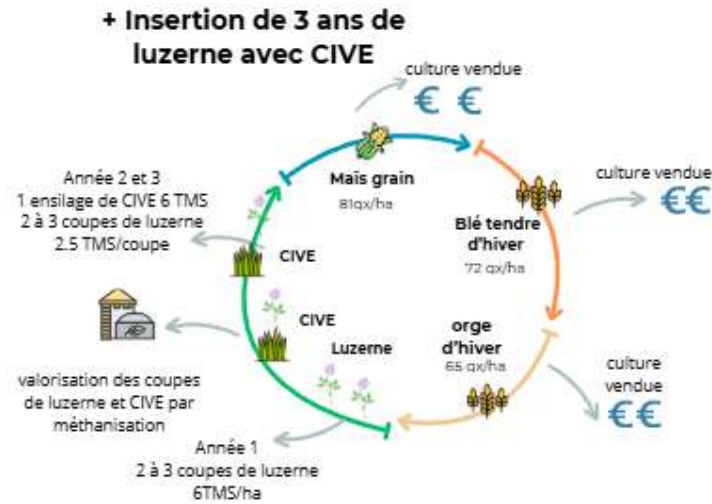 + Insertion de 3 ans de
luzerne avec CIVE
culture vendue
€ €
Maïs grain
81qx/ha
culture vendue
€€
Blé tendre
d'hiver
72 qx/ha
orge
d'hiver
65 qx/ha
culture
vendue
€€
Année 2 et 3
1 ensilage de CIVE 6 TMS
2 à 3 coupes de luzerne
2.5 TMS/coupe
CIVE
CIVE
Luzerne
valorisation des coupes
de luzerne et CIVE par
méthanisation
Année 1
2 à 3 coupes de luzerne
6TMS/ha